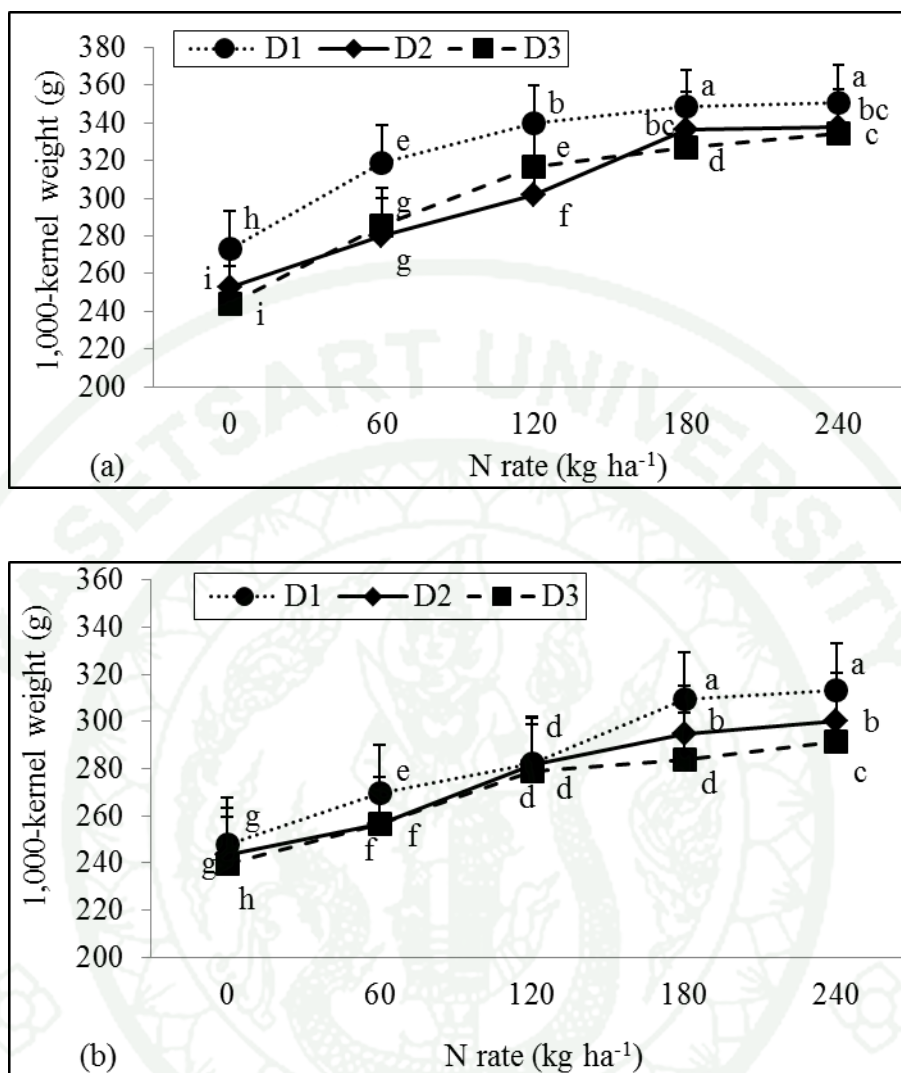 380
360
340
320
300
280
260
240
220
200
1,000-kernel weight (g)
D1 D2 D3
h
i
i
e
g
g
b
e
f
a
bc
d
a
bc
c
0 60 120 180 240
(a)
N rate (kg ha-1)
KASETSART UNIVERSITY
360
340
320
300
280
260
240
220
200
1,000-kernel weight (g)
D1 D2 D3
g
g
h
e
f
f
d
d
d
a
b
d
a
b
c
0 60 120 180 240
(b)
N rate (kg ha-1)